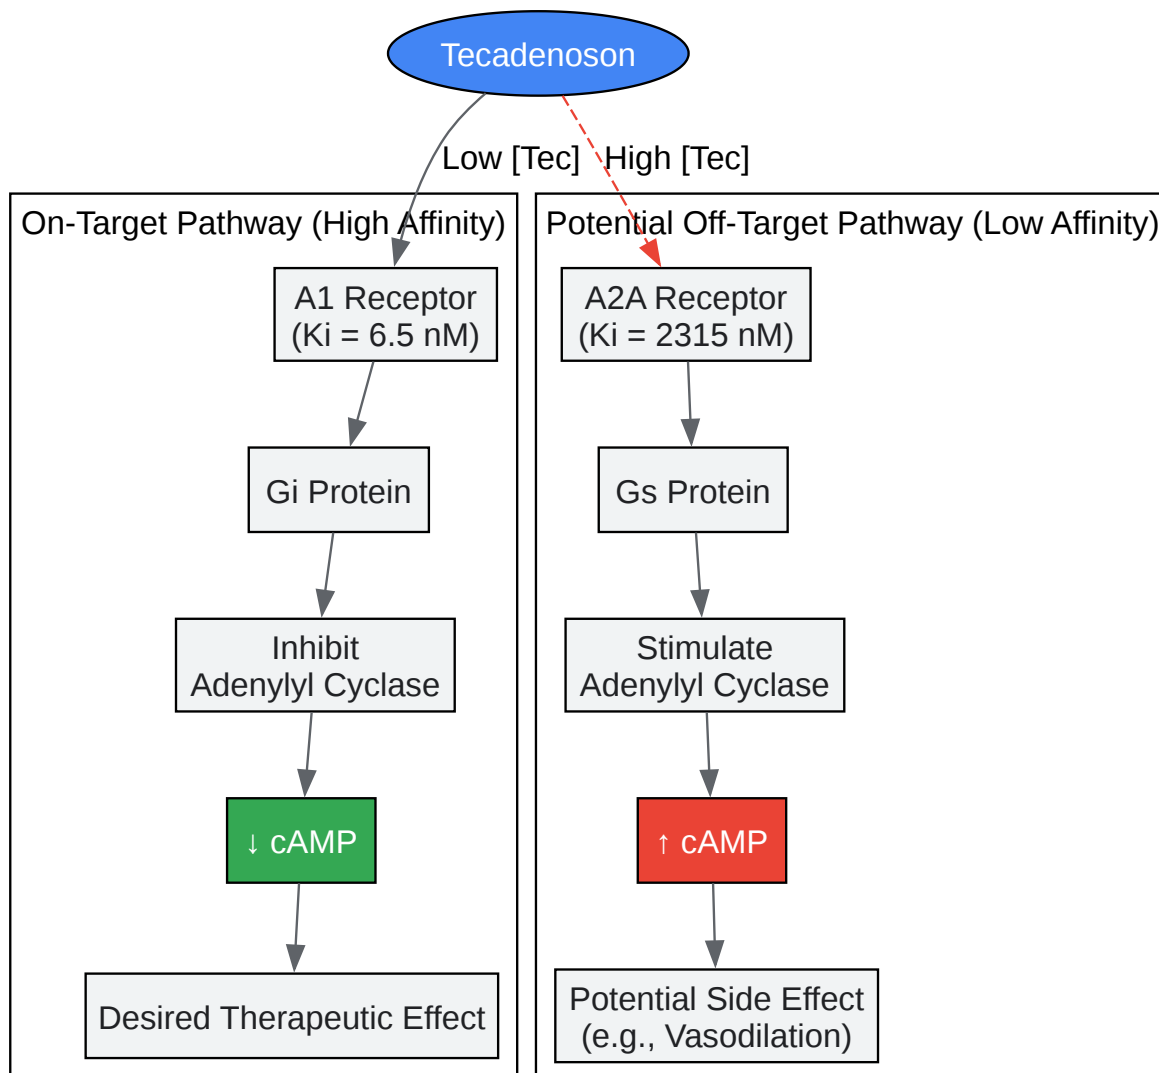 Tecadenoson
Low [Tec]
High [Tec]
On-Target Pathway (High Affinity)
A1 Receptor
(Ki = 6.5 nM)
Gi Protein
Inhibit
Adenylyl Cyclase
↓ cAMP
Desired Therapeutic Effect
Potential Off-Target Pathway (Low Affinity)
A2A Receptor
(Ki = 2315 nM)
Gs Protein
Stimulate
Adenylyl Cyclase
↑ cAMP
Potential Side Effect
(e.g., Vasodilation)